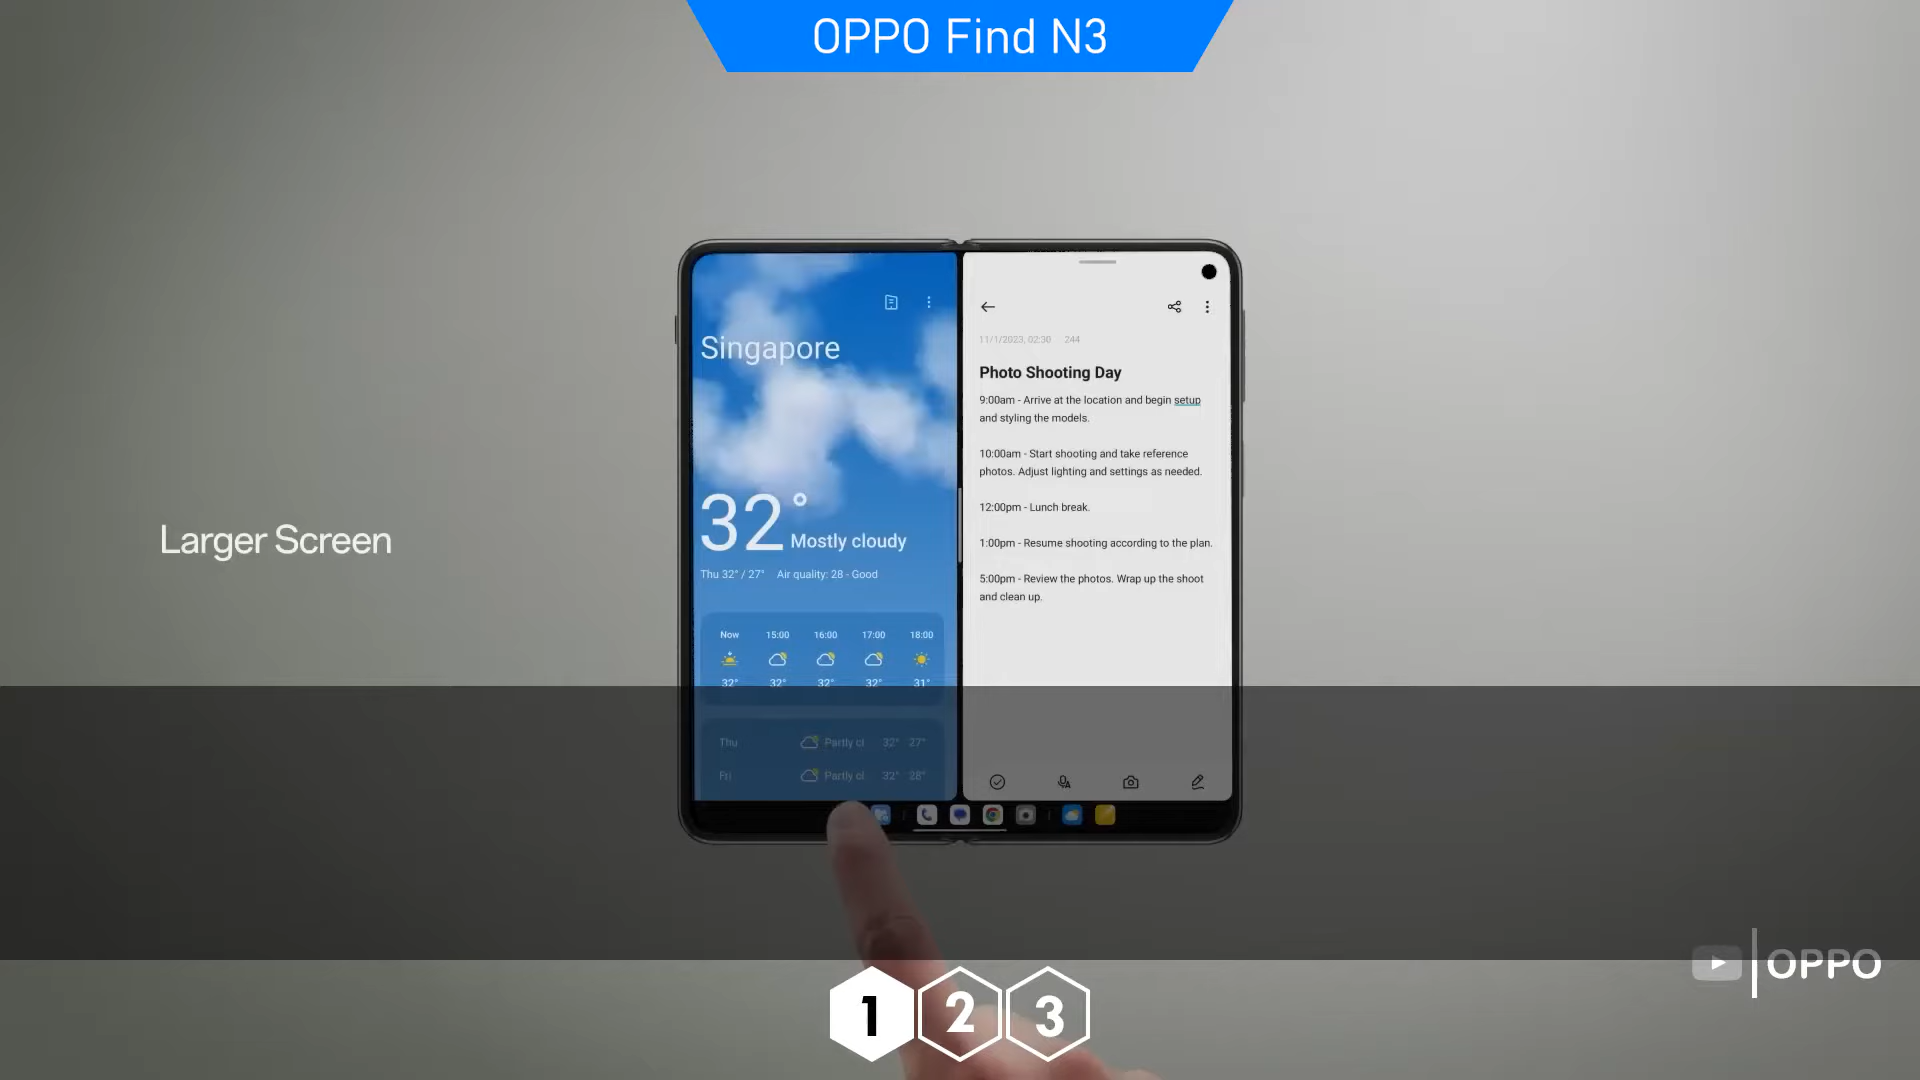 OPPO Find N3
Larger Screen
Singapore
32°
Mostly cloudy
Thu 32° / 27° Air quality: 28 - Good
Now 15:00 16:00 17:00 18:00
32° 32° 32° 32° 31°
Thu Partly cl 32° 27°
Fri Partly cl 32° 28°
11/1/2023, 02:30 244
Photo Shooting Day
9:00am - Arrive at the location and begin setup
and styling the models.
10:00am - Start shooting and take reference
photos. Adjust lighting and settings as needed.
12:00pm - Lunch break.
1:00pm - Resume shooting according to the plan.
5:00pm - Review the photos. Wrap up the shoot
and clean up.
OPPO
1 2 3